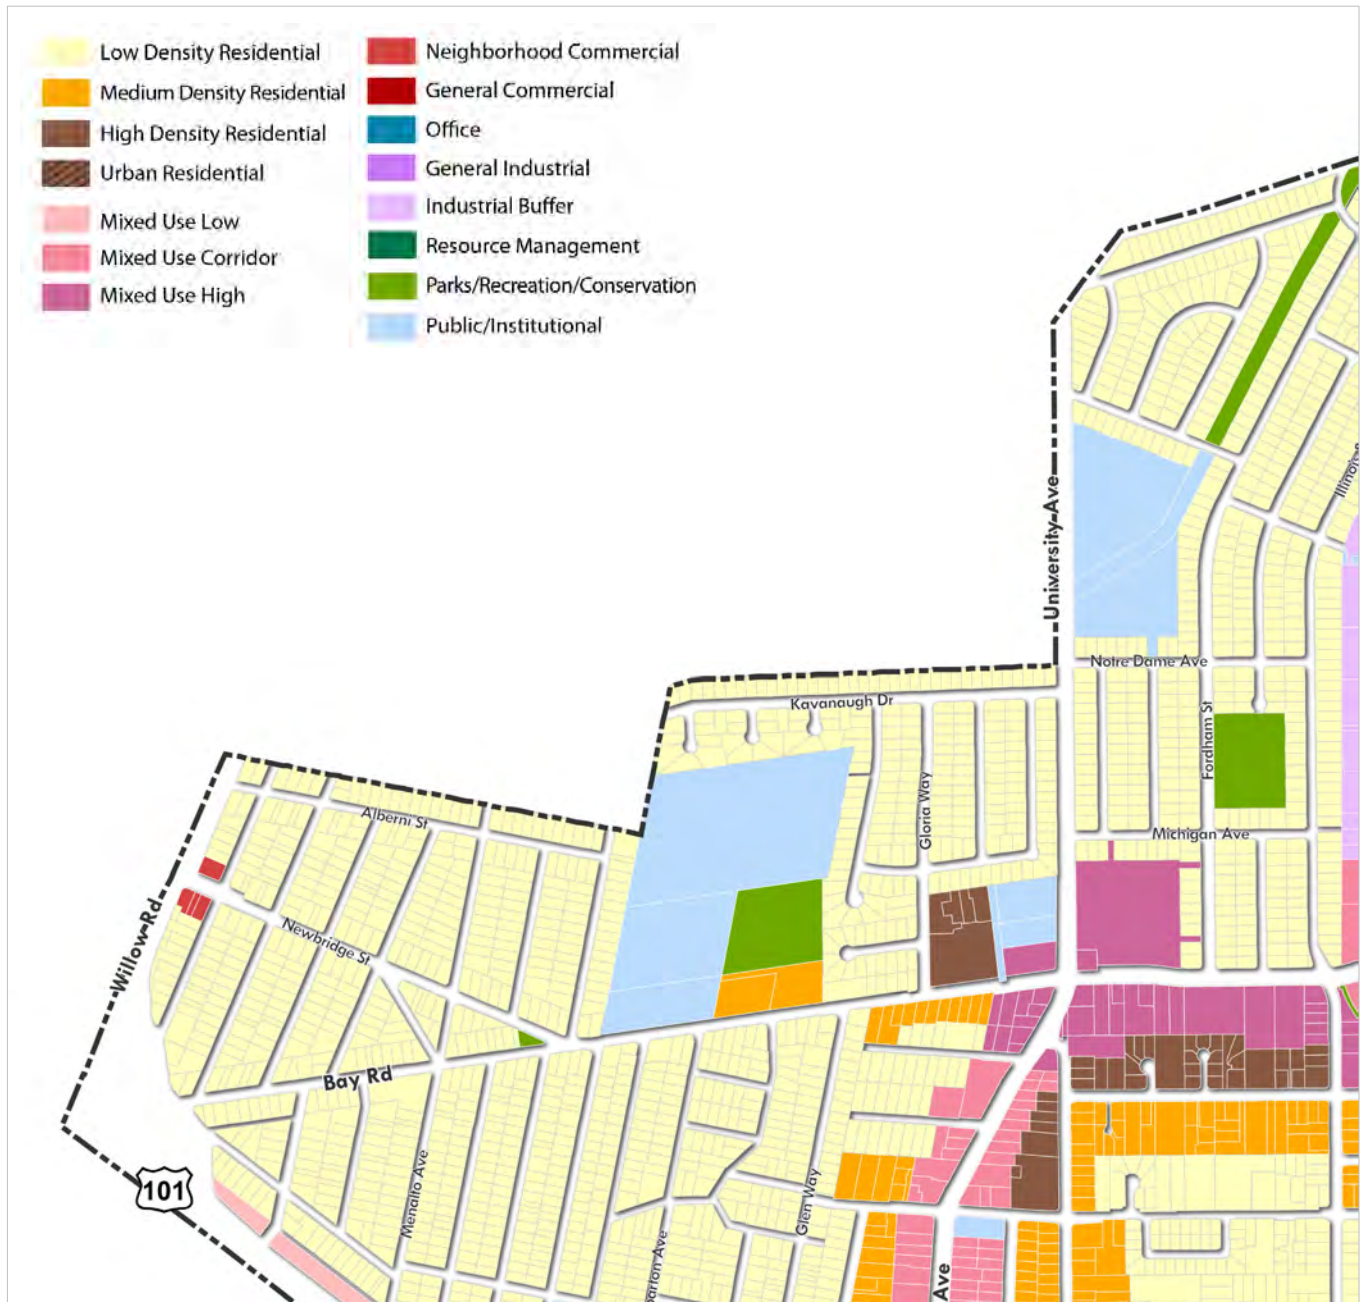 Low Density Residential
Medium Density Residential
High Density Residential
Urban Residential
Mixed Use Low
Mixed Use Corridor
Mixed Use High
Neighborhood Commercial
General Commercial
Office
General Industrial
Industrial Buffer
Resource Management
Parks/Recreation/Conservation
Public/Institutional
University Ave
Illinois
Notre Dame Ave
Kavanaugh Dr
Fordham St
Gloria Way
Michigan Ave
Alberni St
Willow Rd
Newbridge St
Bay Rd
101
Menalto Ave
Glen Way
Ave
Ave